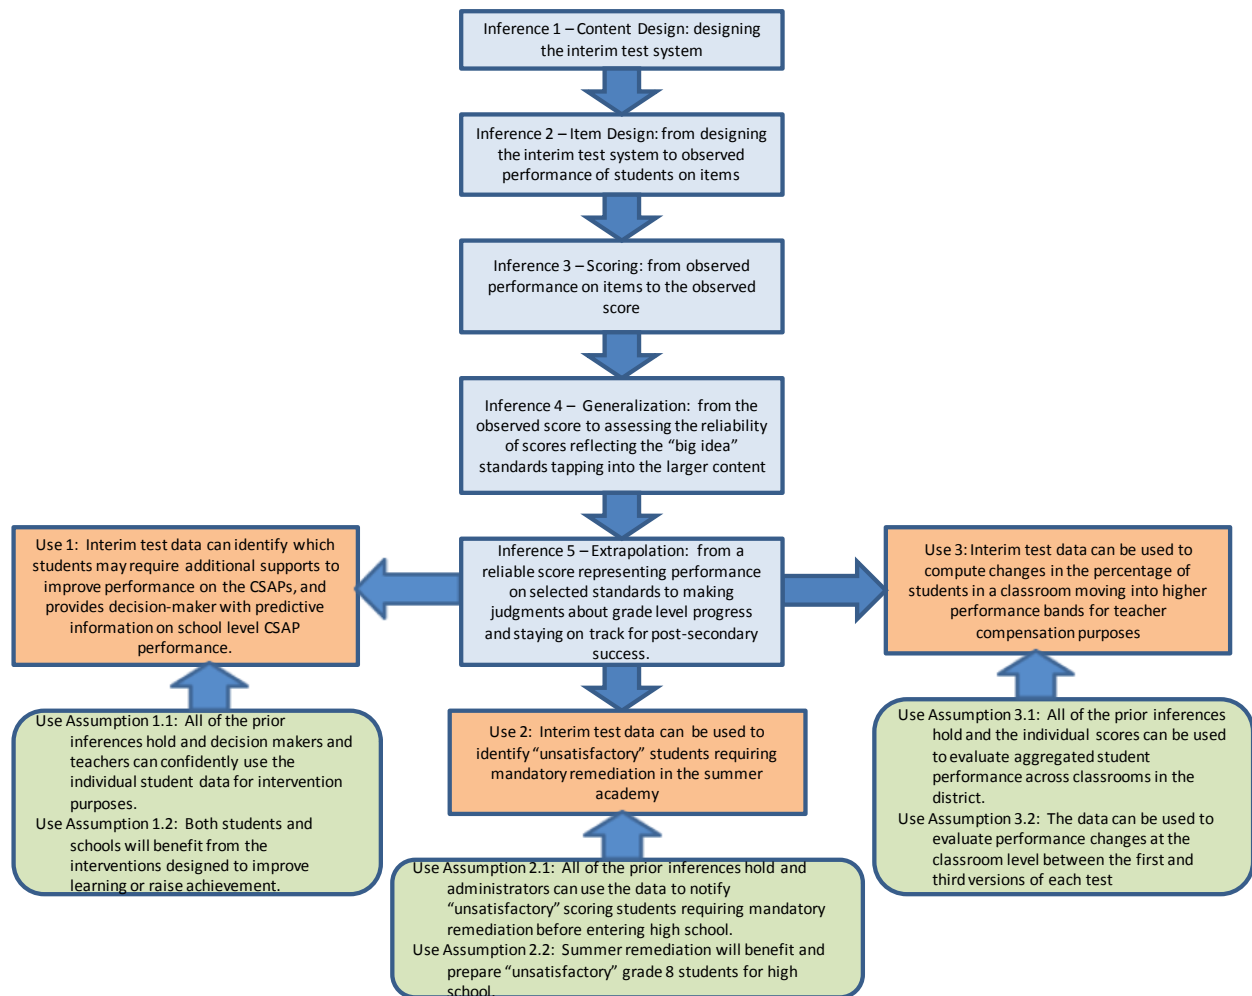 Inference 1 – Content Design: designing
the interim test system
Inference 2 – Item Design: from designing
the interim test system to observed
performance of students on items
Inference 3 – Scoring: from observed
performance on items to the observed
score
Inference 4 – Generalization: from the
observed score to assessing the reliability
of scores reflecting the “big idea”
standards tapping into the larger content
Use 1: Interim test data can identify which
students may require additional supports to
improve performance on the CSAPs, and
provides decision-maker with predictive
information on school level CSAP
performance.
Inference 5 – Extrapolation: from a
reliable score representing performance
on selected standards to making
judgments about grade level progress
and staying on track for post-secondary
success.
Use 3: Interim test data can be used to
compute changes in the percentage of
students in a classroom moving into higher
performance bands for teacher
compensation purposes
Use Assumption 1.1: All of the prior
inferences hold and decision makers and
teachers can confidently use the
individual student data for intervention
purposes.
Use Assumption 1.2: Both students and
schools will benefit from the
interventions designed to improve
learning or raise achievement.
Use 2: Interim test data can be used to
identify “unsatisfactory” students requiring
mandatory remediation in the summer
academy
Use Assumption 3.1: All of the prior inferences
hold and the individual scores can be used
to evaluate aggregated student
performance across classrooms in the
district.
Use Assumption 3.2: The data can be used to
evaluate performance changes at the
classroom level between the first and
third versions of each test
Use Assumption 2.1: All of the prior inferences hold and
administrators can use the data to notify
“unsatisfactory” scoring students requiring mandatory
remediation before entering high school.
Use Assumption 2.2: Summer remediation will benefit and
prepare “unsatisfactory” grade 8 students for high
school.